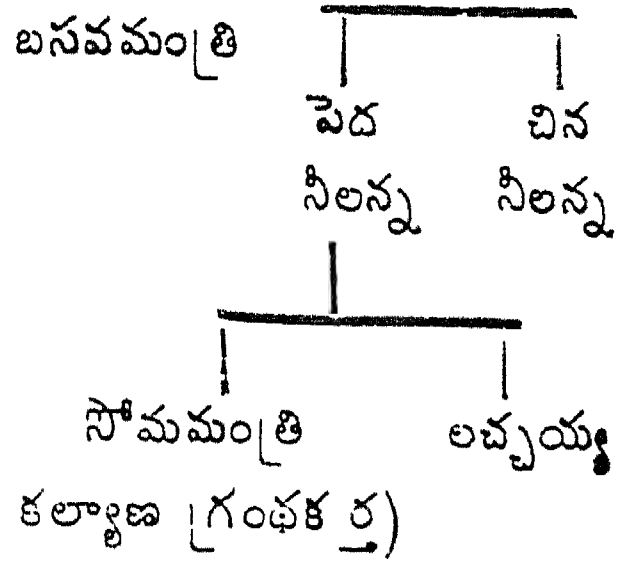 బసవమంత్రి
పెద చిన
నీలన్న నీలన్న
సోమమంత్రి లచ్చయ్య
కల్యాణ గ్రంథకర్త)